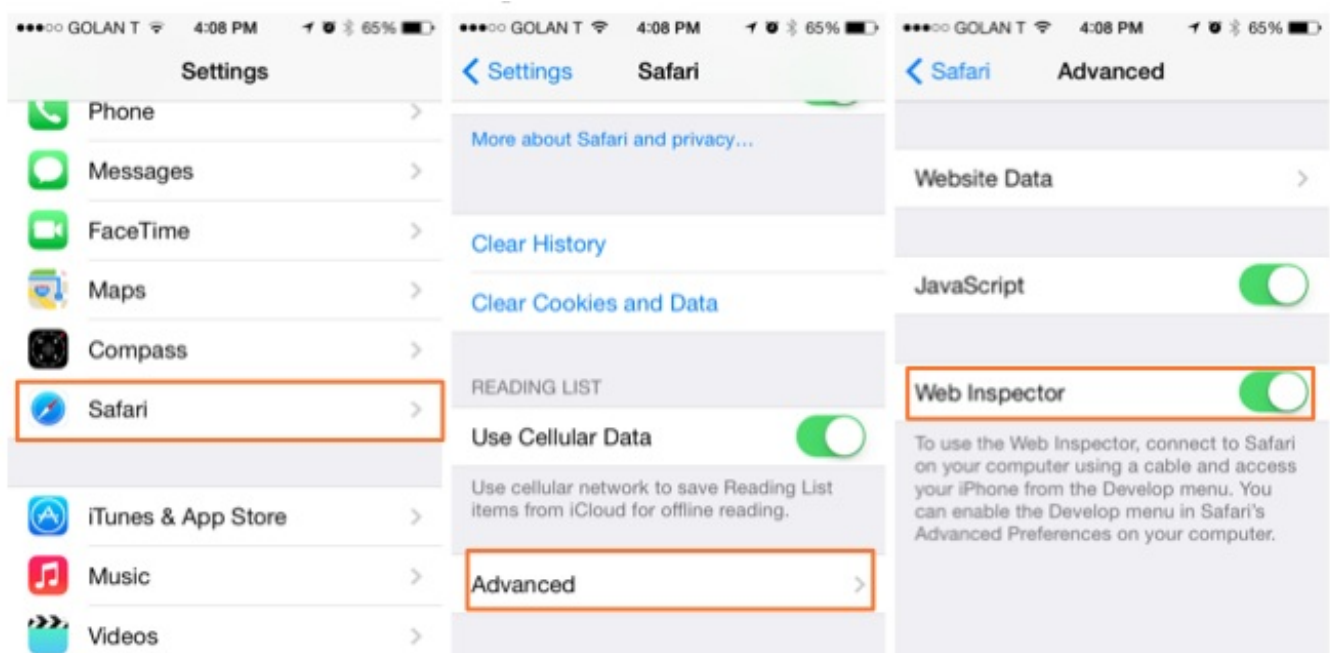 GOLAN T 4:08 PM 65%
Settings
Phone
Messages
FaceTime
Maps
Compass
Safari
iTunes & App Store
Music
Videos
GOLAN T 4:08 PM 65%
Settings Safari
More about Safari and privacy...
Clear History
Clear Cookies and Data
READING LIST
Use Cellular Data
Use cellular network to save Reading List
items from iCloud for offline reading.
Advanced
GOLAN T 4:08 PM 65%
Safari Advanced
Website Data
JavaScript
Web Inspector
To use the Web Inspector, connect to Safari
on your computer using a cable and access
your iPhone from the Develop menu. You
can enable the Develop menu in Safari's
Advanced Preferences on your computer.